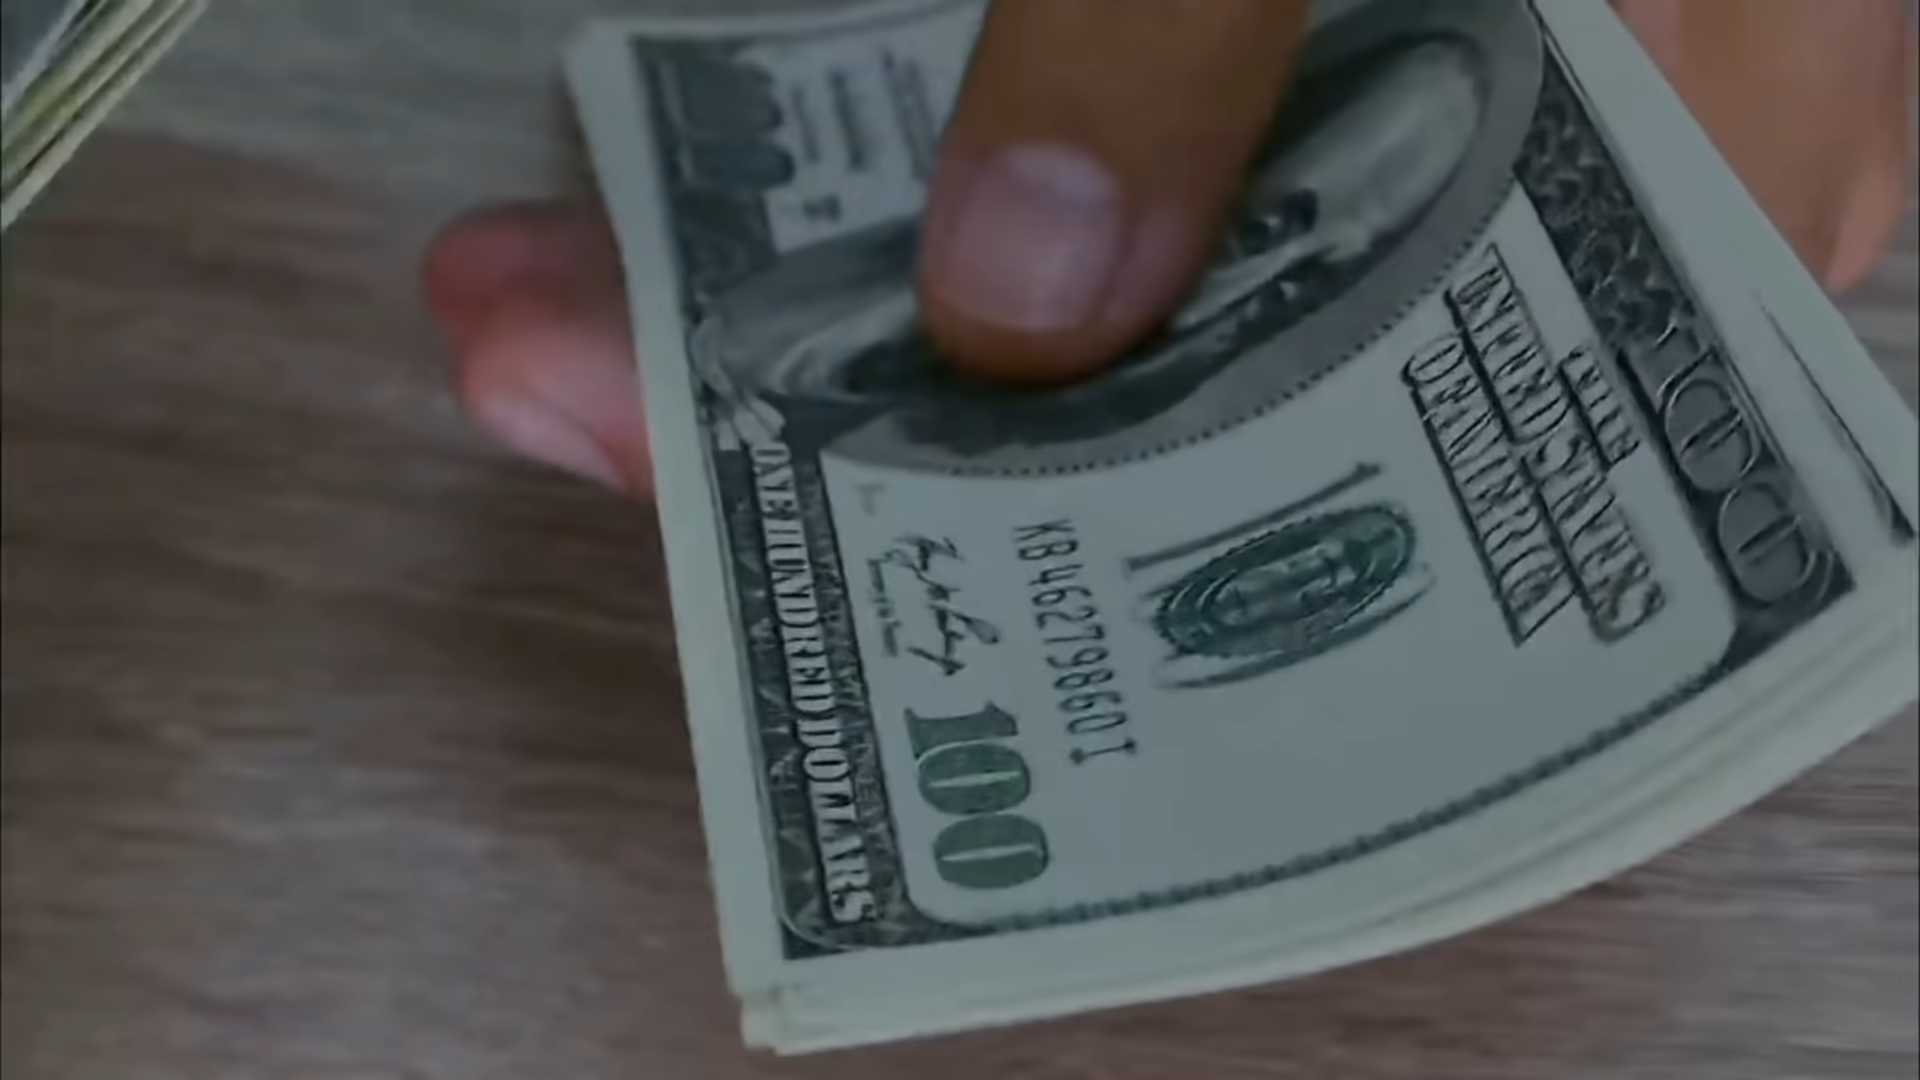 100
THE
UNITED STATES
OF AMERICA
KB46279860I
100
ONE HUNDRED DOLLARS